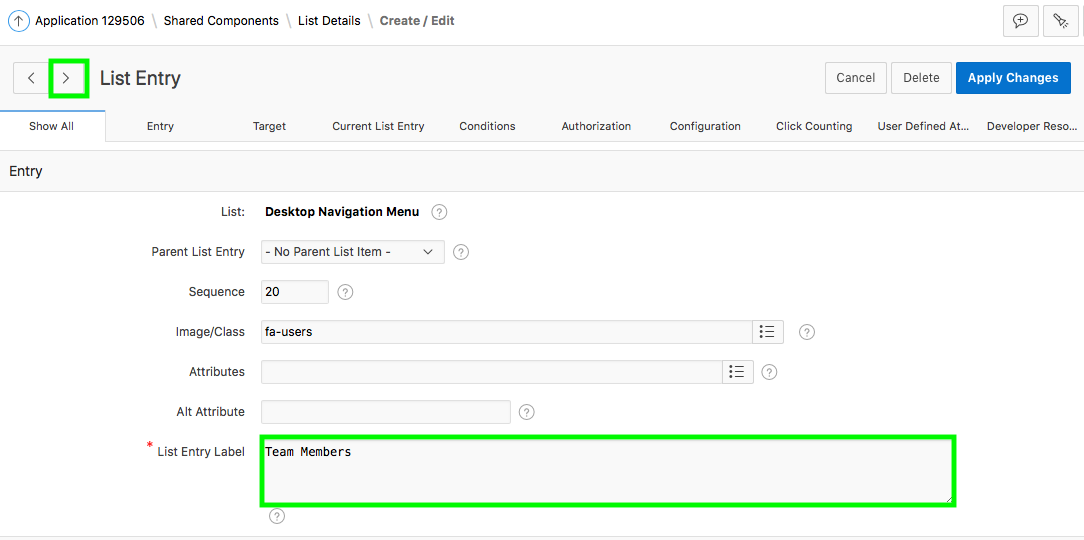 Application 129506 \ Shared Components \ List Details \ Create / Edit
List Entry
Cancel
Delete
Apply Changes
Show All
Entry
Target
Current List Entry
Conditions
Authorization
Configuration
Click Counting
User Defined At...
Developer Reso...
Entry
List: Desktop Navigation Menu ?
Parent List Entry - No Parent List Item - ?
Sequence 20 ?
Image/Class fa-users ?
Attributes ?
Alt Attribute ?
* List Entry Label Team Members
?